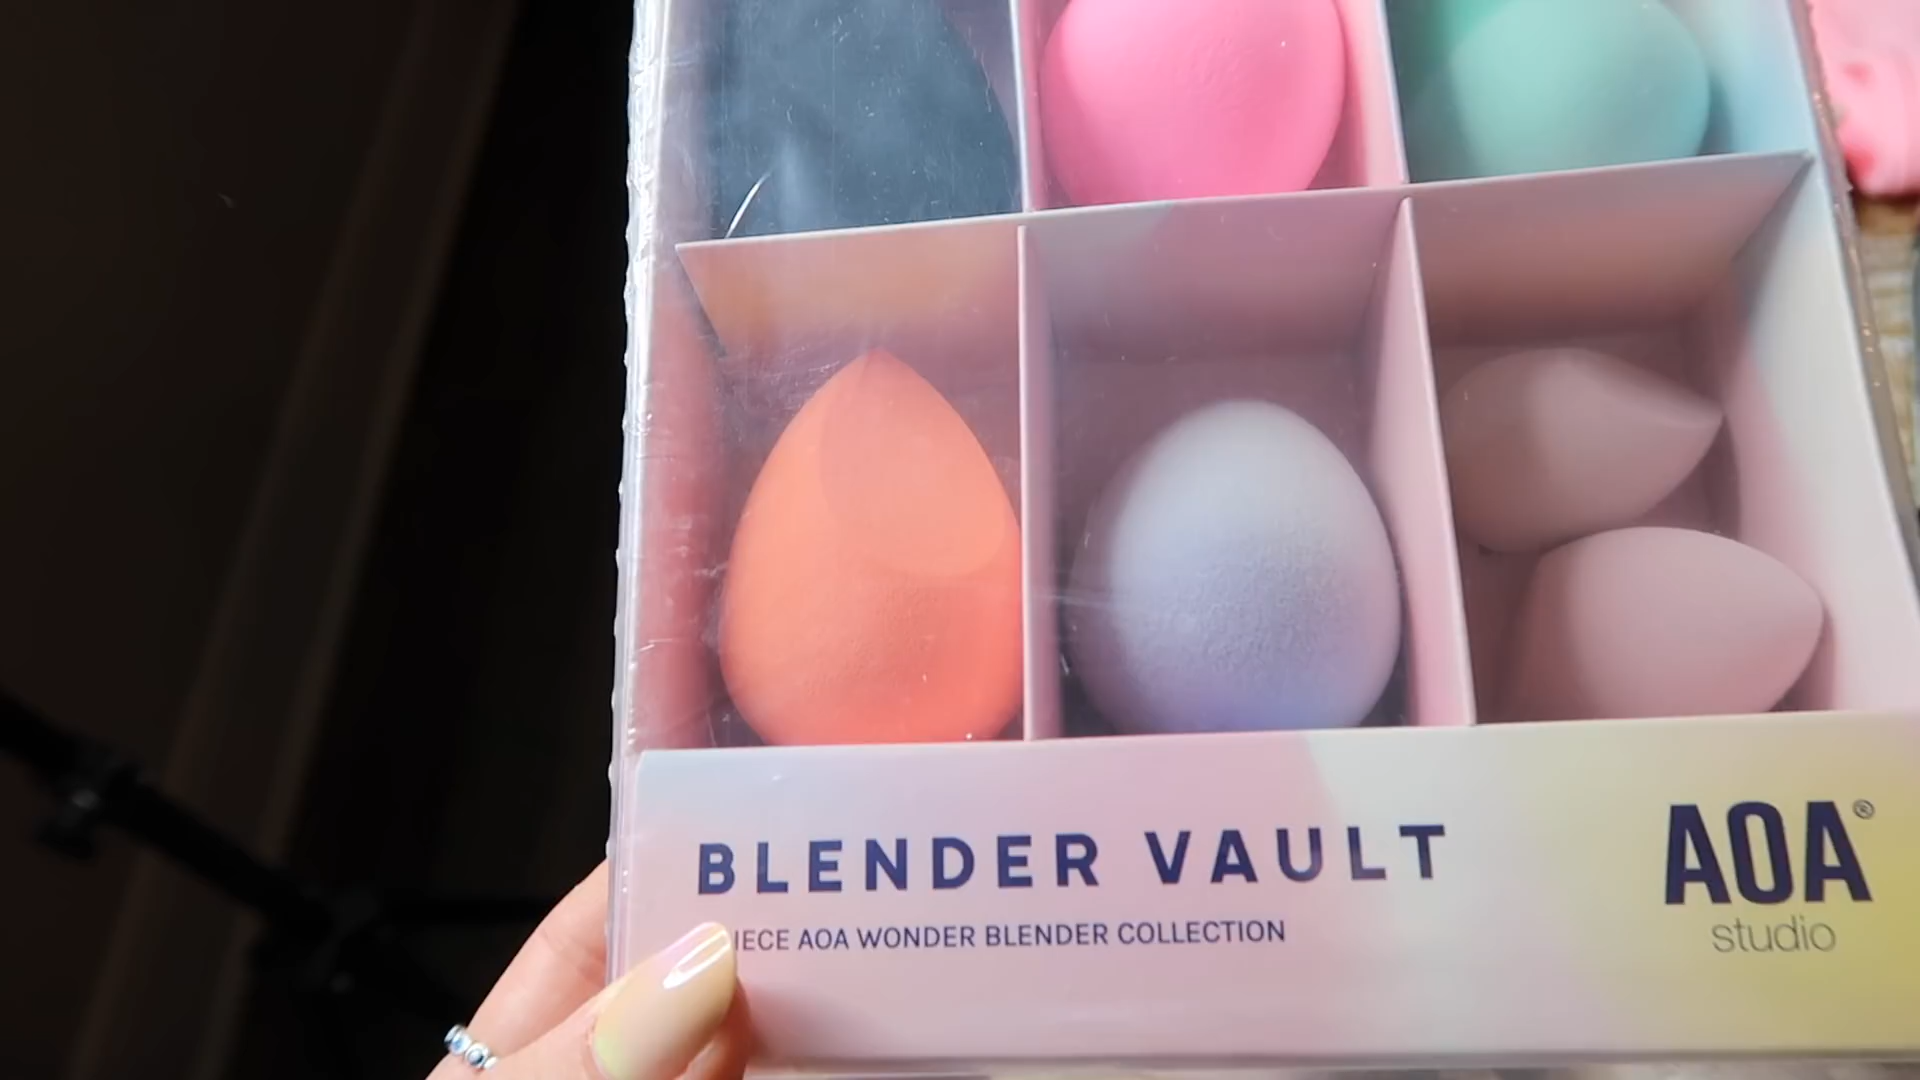 BLENDER VAULT
IECE AOA WONDER BLENDER COLLECTION
AOA®
studio